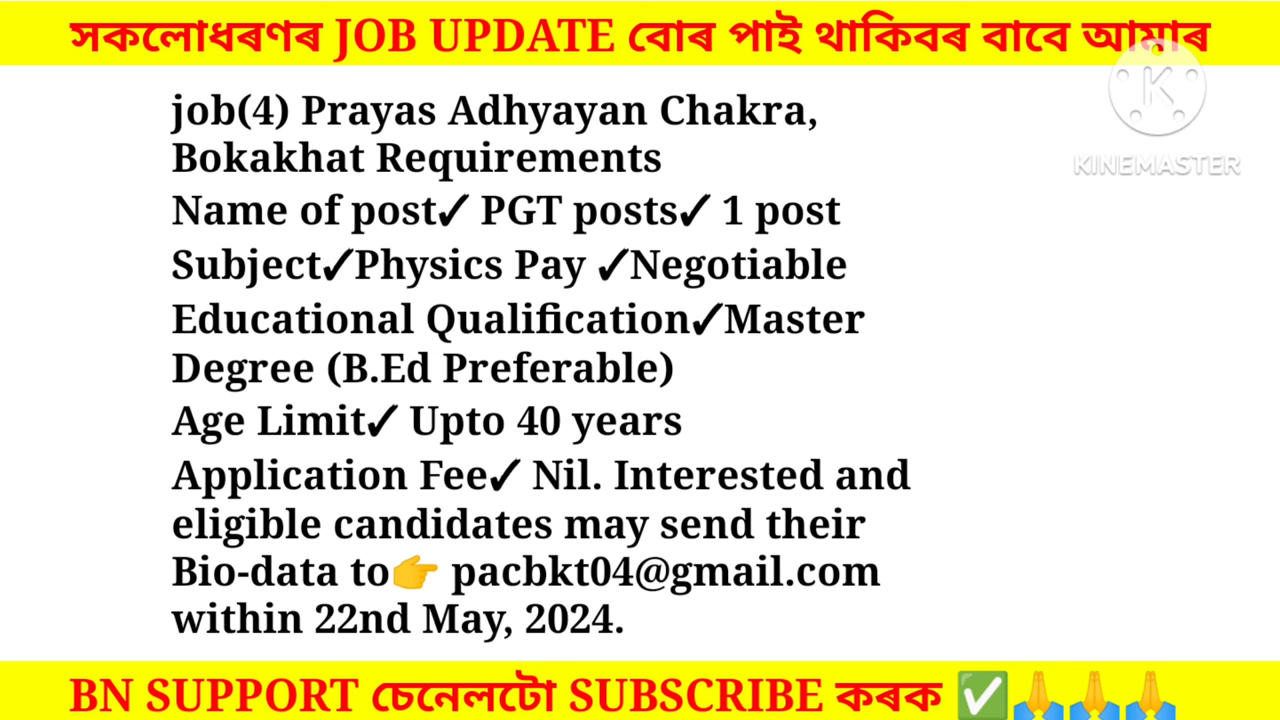 সকলোধৰণৰ JOB UPDATE বোৰ পাই থাকিবৰ বাবে আমাৰ
job(4) Prayas Adhyayan Chakra,
Bokakhat Requirements
Name of post✓ PGT posts✓ 1 post
Subject✓Physics Pay ✓Negotiable
Educational Qualification✓Master
Degree (B.Ed Preferable)
Age Limit✓ Upto 40 years
Application Fee✓ Nil. Interested and
eligible candidates may send their
Bio-data to👉 pacbkt04@gmail.com
within 22nd May, 2024.
BN SUPPORT চেনেলটো SUBSCRIBE কৰক ✅🙏🙏🙏
K
KINEMASTER